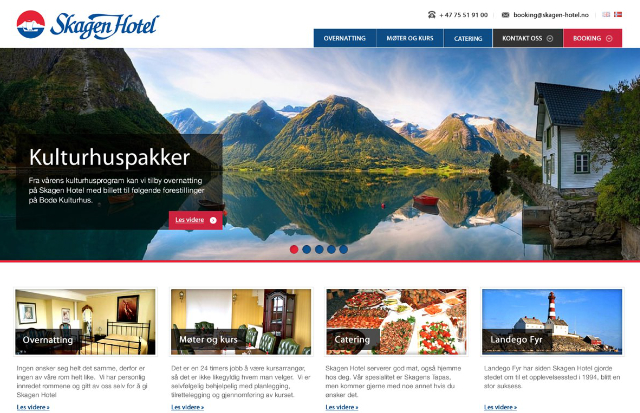 Skagen Hotel
+ 47 75 51 91 00
booking@skagen-hotel.no
OVERNATTING
MØTER OG KURS
CATERING
KONTAKT OSS
BOOKING
Kulturhuspakker
Fra vårens kulturhusprogram kan vi tilby overnatting
på Skagen Hotel med billett til følgende forestillinger
på Bodø Kulturhus.
Les videre
Overnatting
Ingen ønsker seg helt det samme, derfor er
ingen av våre rom helt like. Vi har personlig
innredet rommene og gitt av oss selv for å gi
Skagen Hotel
Les videre »
Møter og kurs
Det er en 24 timers jobb å være kursarrangør,
så det er ikke likegyldig hvem man velger. Vi er
selvfølgelig behjelpelig med planlegging,
tilrettelegging og gjennomføring av kurset.
Les videre »
Catering
Skagen Hotel serverer god mat, også hjemme
hos deg. Vår spesialitet er Skagens Tapas,
men kommer gjerne med noe annet hvis du
ønsker det.
Les videre »
Landego Fyr
Landego Fyr har siden Skagen Hotel gjorde
stedet om til et opplevelsessted i 1994, blitt en
stor suksess.
Les videre »